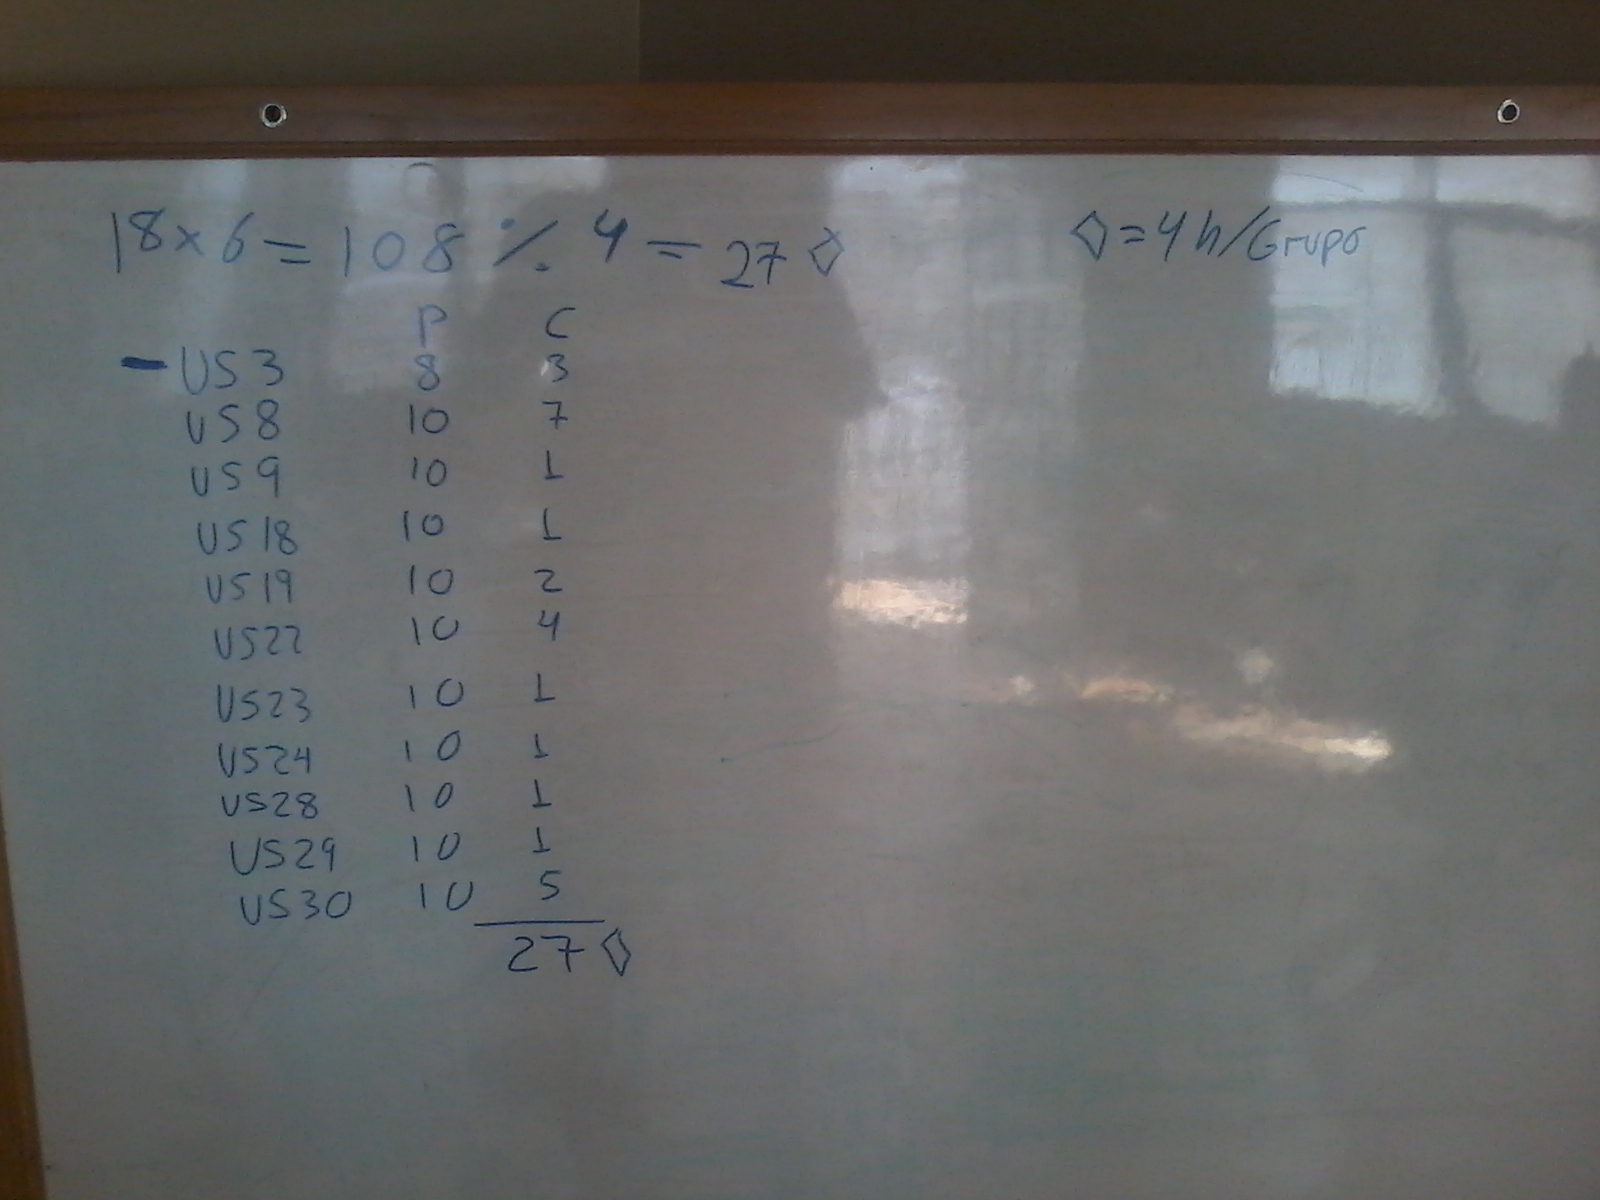 18 x 6 = 108 ÷ 4 = 27 ◊
◊ = 4h/Grupo
P C
- US3 8 3
US8 10 7
US9 10 1
US18 10 1
US19 10 2
US22 10 4
US23 10 1
US24 10 1
US28 10 1
US29 10 1
US30 10 5
27 ◊